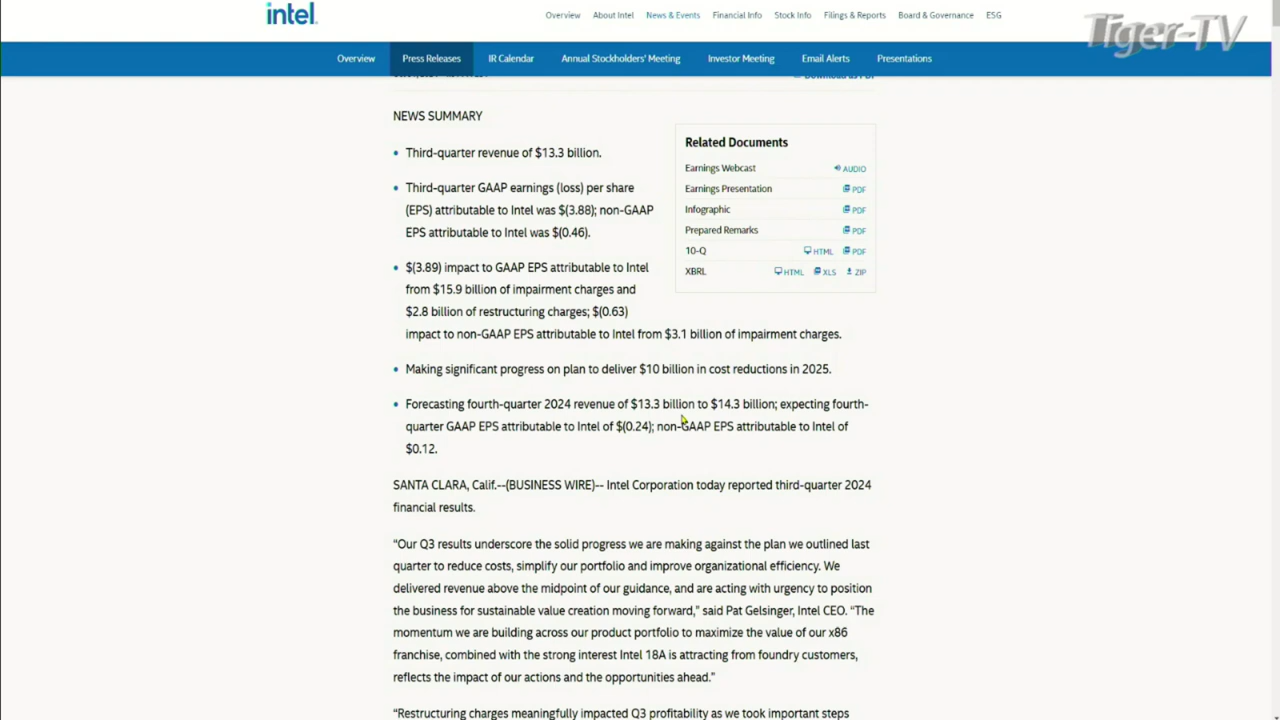 intel.
Overview About Intel News & Events Financial Info Stock Info Filings & Reports Board & Governance ESG
Tiger-TV
Overview Press Releases IR Calendar Annual Stockholders' Meeting Investor Meeting Email Alerts Presentations
Download as PDF
NEWS SUMMARY
• Third-quarter revenue of $13.3 billion.
• Third-quarter GAAP earnings (loss) per share
(EPS) attributable to Intel was $(3.88); non-GAAP
EPS attributable to Intel was $(0.46).
• $(3.89) impact to GAAP EPS attributable to Intel
from $15.9 billion of impairment charges and
$2.8 billion of restructuring charges; $(0.63)
impact to non-GAAP EPS attributable to Intel from $3.1 billion of impairment charges.
• Making significant progress on plan to deliver $10 billion in cost reductions in 2025.
• Forecasting fourth-quarter 2024 revenue of $13.3 billion to $14.3 billion; expecting fourth-
quarter GAAP EPS attributable to Intel of $(0.24); non-GAAP EPS attributable to Intel of
$0.12.
Related Documents
Earnings Webcast AUDIO
Earnings Presentation PDF
Infographic PDF
Prepared Remarks PDF
10-Q HTML PDF
XBRL HTML XLS ZIP
SANTA CLARA, Calif.--(BUSINESS WIRE)-- Intel Corporation today reported third-quarter 2024
financial results.
“Our Q3 results underscore the solid progress we are making against the plan we outlined last
quarter to reduce costs, simplify our portfolio and improve organizational efficiency. We
delivered revenue above the midpoint of our guidance, and are acting with urgency to position
the business for sustainable value creation moving forward,” said Pat Gelsinger, Intel CEO. “The
momentum we are building across our product portfolio to maximize the value of our x86
franchise, combined with the strong interest Intel 18A is attracting from foundry customers,
reflects the impact of our actions and the opportunities ahead.”
“Restructuring charges meaningfully impacted Q3 profitability as we took important steps